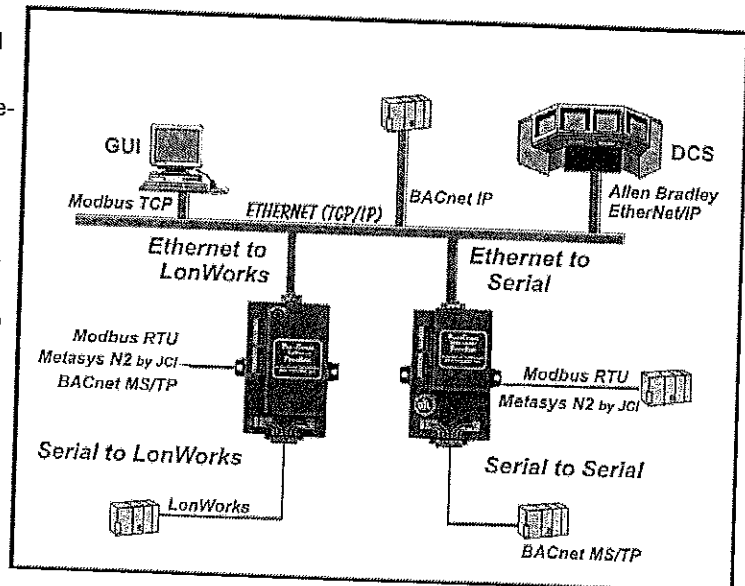 GUI
DCS
Modbus TCP
ETHERNET (TCP/IP)
BACnet IP
Allen Bradley
EtherNet/IP
Ethernet to
LonWorks
Ethernet to
Serial
Modbus RTU
Metasys N2 by JCI
BACnet MS/TP
Modbus RTU
Metasys N2 by JCI
Serial to LonWorks
Serial to Serial
LonWorks
BACnet MS/TP